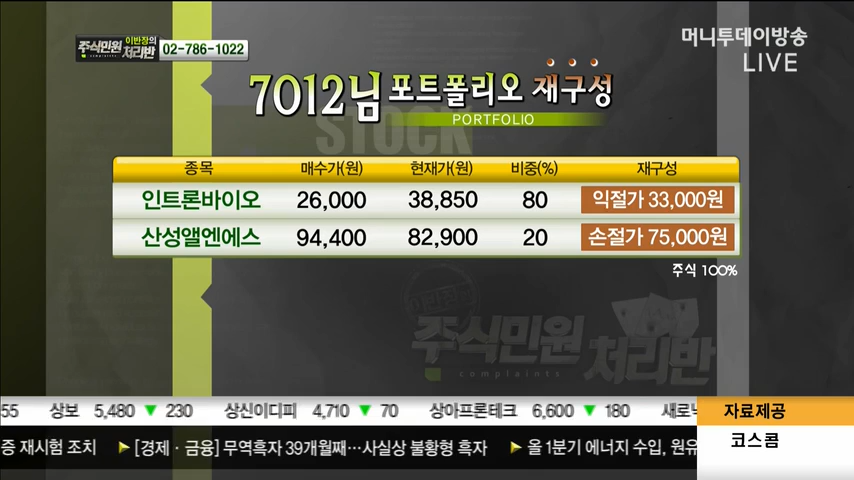 주식민원 이반장의 처리반
complaints
02-786-1022
머니투데이방송
LIVE
7012님 포트폴리오 재구성
PORTFOLIO
STOCK
종목 매수가(원) 현재가(원) 비중(%) 재구성
인트론바이오 26,000 38,850 80 익절가 33,000원
산성앨엔에스 94,400 82,900 20 손절가 75,000원
주식 100%
주식민원 처리반
complaints
55 상보 5,480 ▼ 230 상신이디피 4,710 ▼ 70 상아프론테크 6,600 ▼ 180 새로닉
자료제공
증 재시험 조치 ▶ [경제·금융] 무역흑자 39개월째…사실상 불황형 흑자 ▶ 올 1분기 에너지 수입, 원유
코스콤